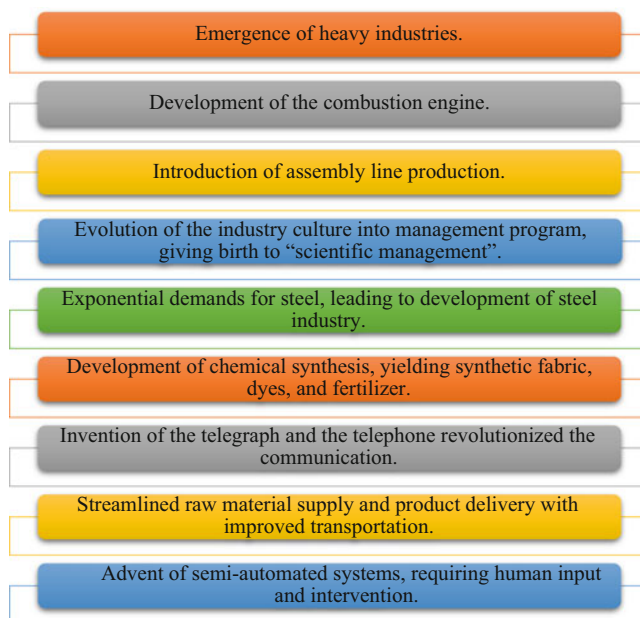 Emergence of heavy industries.
Development of the combustion engine.
Introduction of assembly line production.
Evolution of the industry culture into management program,
giving birth to “scientific management”.
Exponential demands for steel, leading to development of steel
industry.
Development of chemical synthesis, yielding synthetic fabric,
dyes, and fertilizer.
Invention of the telegraph and the telephone revolutionized the
communication.
Streamlined raw material supply and product delivery with
improved transportation.
Advent of semi-automated systems, requiring human input
and intervention.